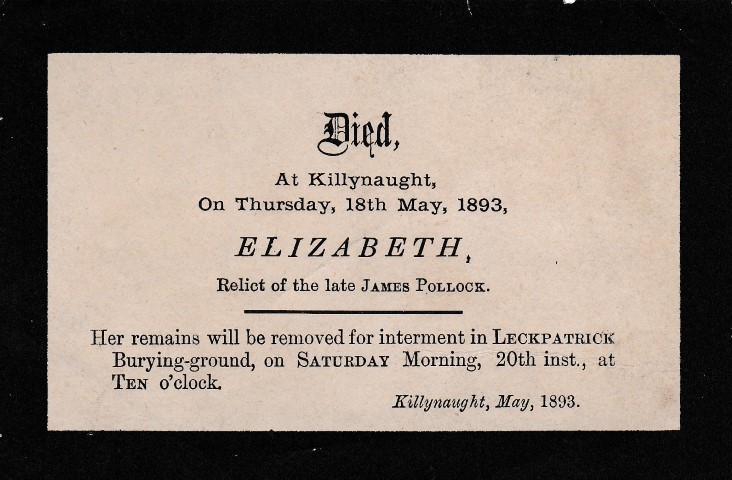 Died,
At Killynaught,
On Thursday, 18th May, 1893,
ELIZABETH,
Relict of the late JAMES POLLOCK.
Her remains will be removed for interment in LECKPATRICK
Burying-ground, on SATURDAY Morning, 20th inst., at
TEN o'clock.
Killynaught, May, 1893.